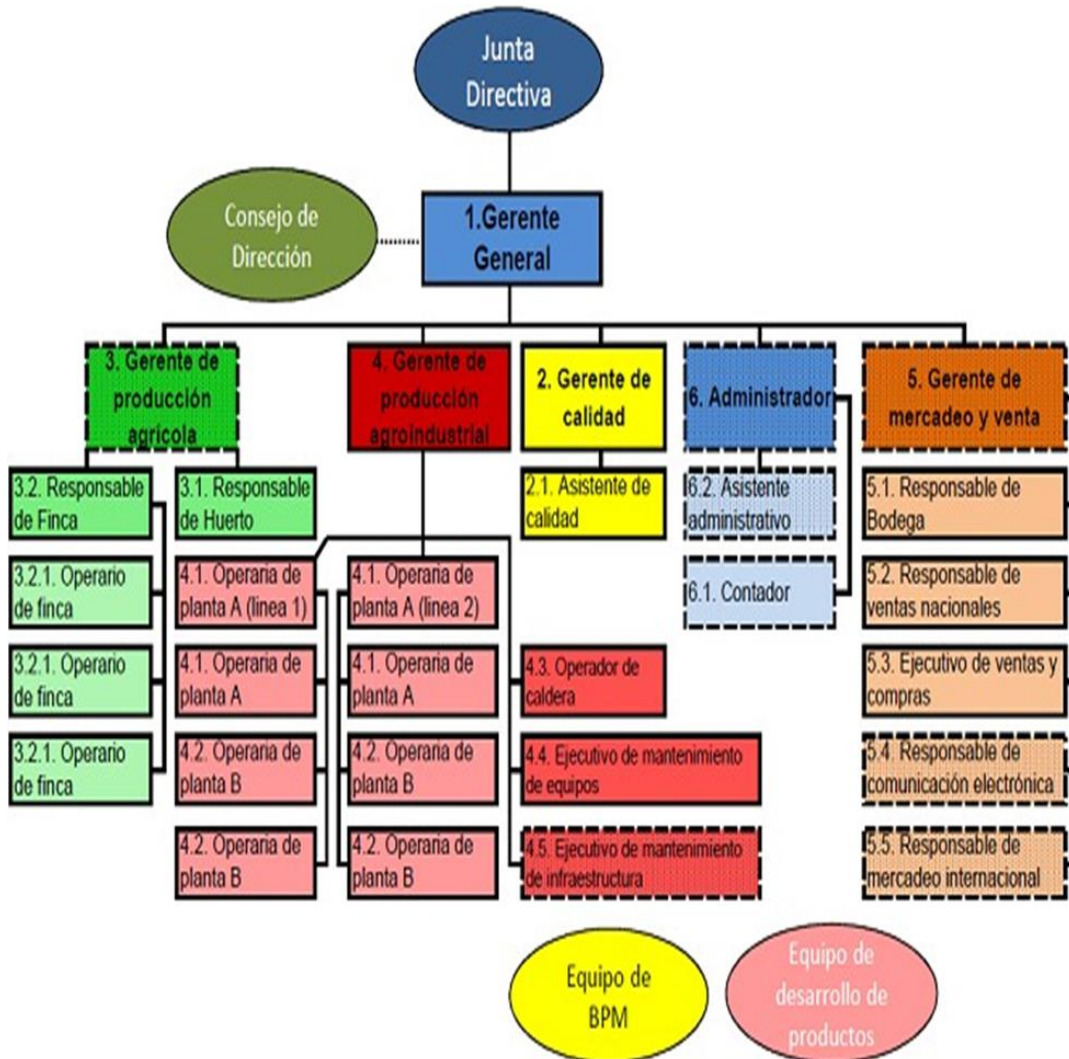 Junta
Directiva
Consejo de
Dirección
1.Gerente
General
3. Gerente de
producción
agrícola
4. Gerente de
producción
agroindustrial
2. Gerente de
calidad
6. Administrador
5. Gerente de
mercadeo y venta
3.2. Responsable
de Finca
3.1. Responsable
de Huerto
2.1. Asistente de
calidad
6.2. Asistente
administrativo
5.1. Responsable de
Bodega
3.2.1. Operario
de finca
4.1. Operaria de
planta A (linea 1)
4.1. Operaria de
planta A (linea 2)
6.1. Contador
5.2. Responsable de
ventas nacionales
3.2.1. Operario
de finca
4.1. Operaria de
planta A
4.1. Operaria de
planta A
4.3. Operador de
caldera
5.3. Ejecutivo de ventas y
compras
3.2.1. Operario
de finca
4.2. Operaria de
planta B
4.2. Operaria de
planta B
4.4. Ejecutivo de mantenimiento
de equipos
5.4. Responsable de
comunicación electrónica
4.2. Operaria de
planta B
4.2. Operaria de
planta B
4.5. Ejecutivo de mantenimiento
de infraestructura
5.5. Responsable de
mercadeo internacional
Equipo de
BPM
Equipo de
desarrollo de
productos